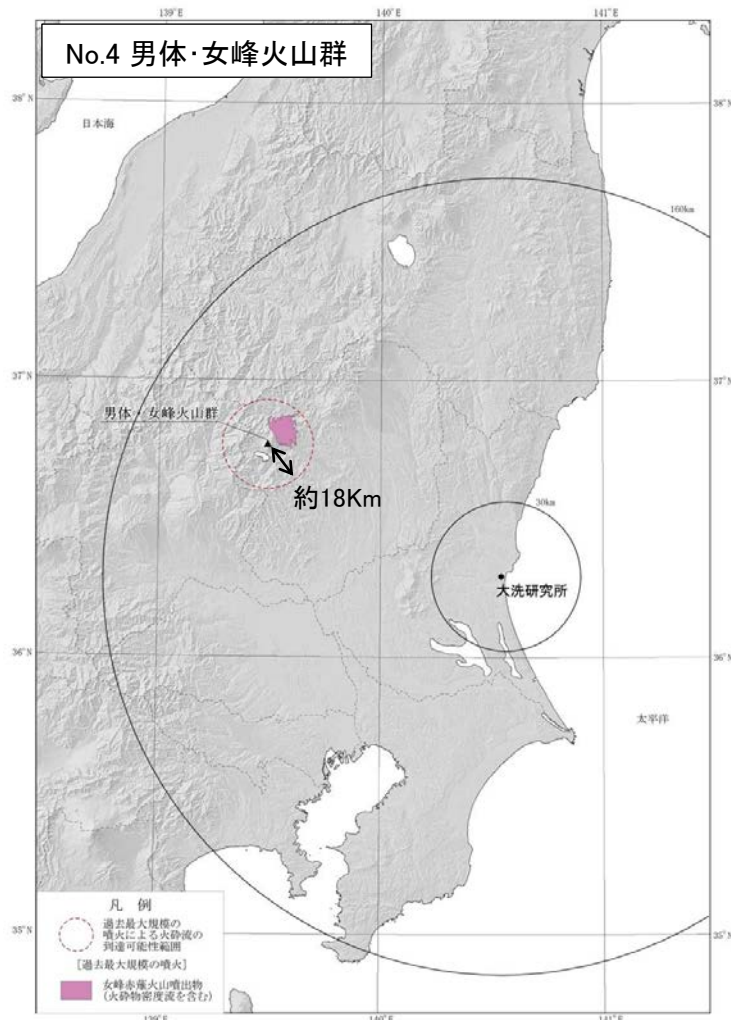 No.4 男体・女峰火山群
139°E
140°E
141°E
38°N
38°N
日本海
160km
37°N
37°N
男体・女峰火山群
約18Km
30km
大洗研究所
36°N
36°N
太平洋
凡 例
過去最大規模の
噴火による火砕流の
到達可能性範囲
[過去最大規模の噴火]
女峰赤薙火山噴出物
(火砕物密度流を含む)
35°N
35°N
139°E
140°E
141°E